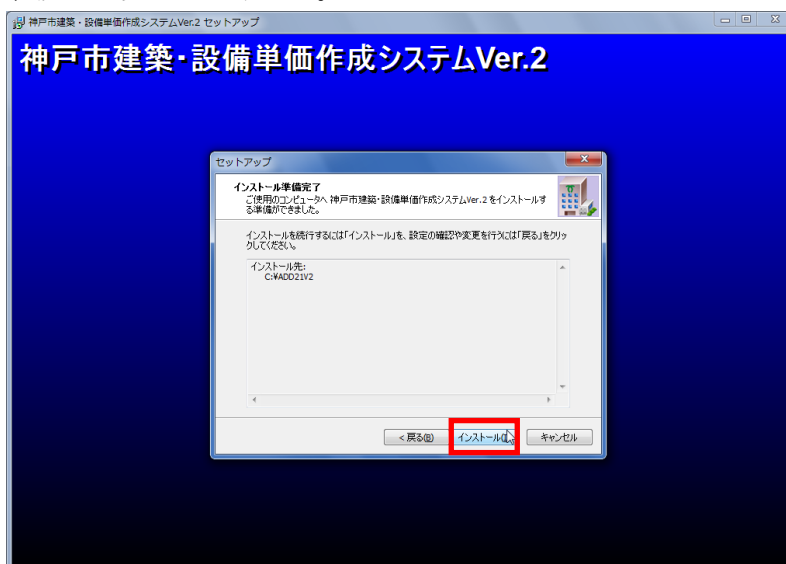 神戸市建築・設備単価作成システムVer.2 セットアップ
神戸市建築・設備単価作成システムVer.2
セットアップ
インストール準備完了
ご使用のコンピュータへ 神戸市建築・設備単価作成システムVer.2 をインストールす
る準備ができました。
インストールを続行するには「インストール」を、設定の確認や変更を行うには「戻る」をクリッ
クしてください。
インストール先:
C:¥ADD21V2
< 戻る(B)
インストール(I)
キャンセル